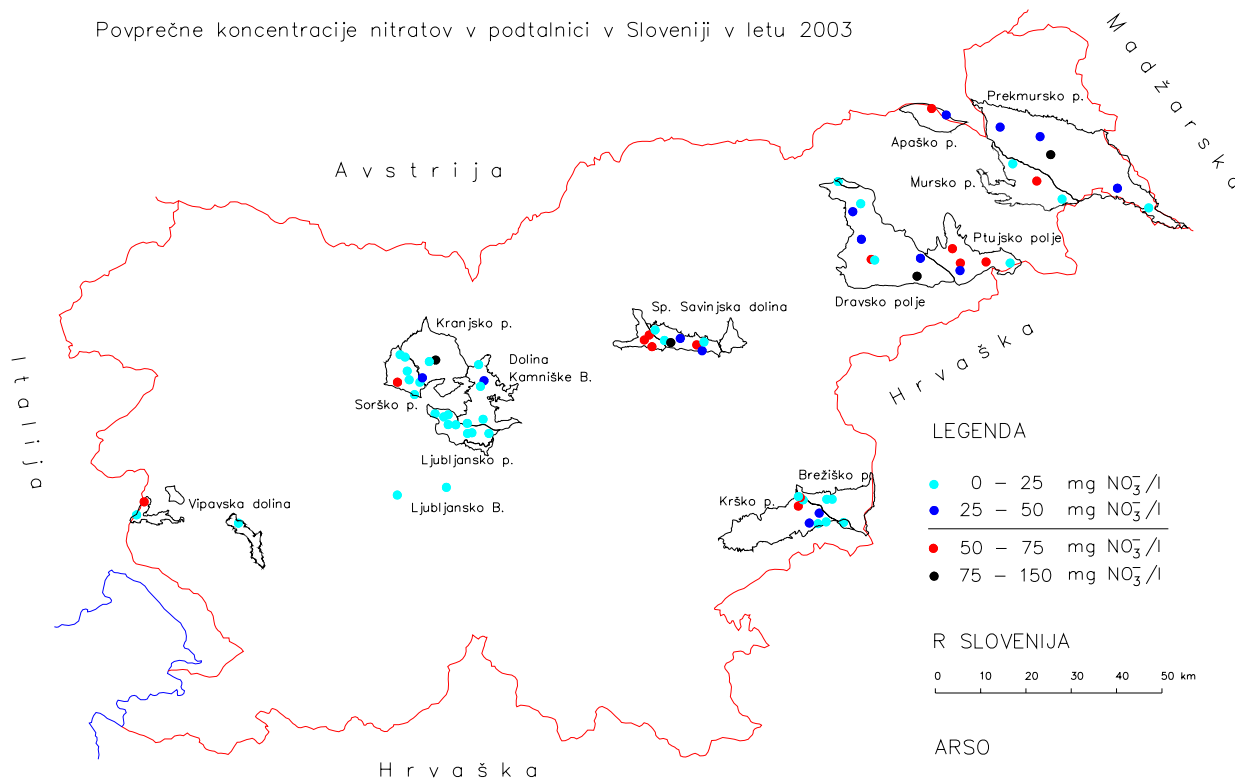 Povprečne koncentracije nitratov v podtalnici v Sloveniji v letu 2003
Madžarska
Prekmursko p.
Apaško p.
Avstrija
Mursko p.
Ptujsko polje
Dravsko polje
Sp. Savinjska dolina
Kranjsko p.
Dolina
Kamniške B.
Hrvaška
Italija
Sorško p.
LEGENDA
Ljubljansko p.
Brežiško p.
0 – 25 mg NO₃⁻/l
Vipavska dolina
Ljubljansko B.
Krško p.
25 – 50 mg NO₃⁻/l
50 – 75 mg NO₃⁻/l
75 – 150 mg NO₃⁻/l
R SLOVENIJA
0 10 20 30 40 50 km
ARSO
Hrvaška